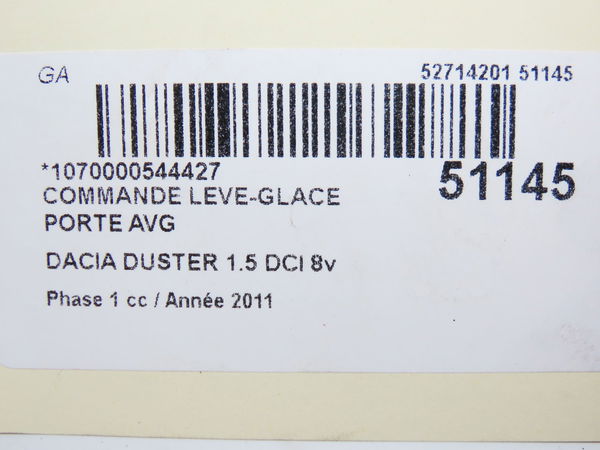 GA 52714201 51145
*1070000544427
51145
COMMANDE LEVE-GLACE
PORTE AVG
DACIA DUSTER 1.5 DCI 8v
Phase 1 cc / Année 2011